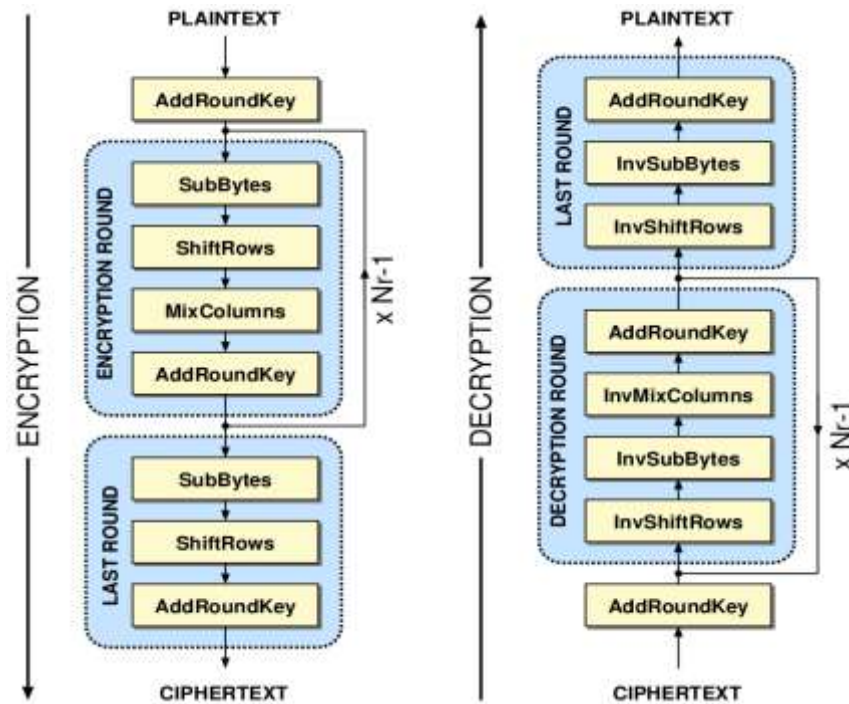 PLAINTEXT
AddRoundKey
SubBytes
ShiftRows
MixColumns
AddRoundKey
ENCRYPTION ROUND
x Nr-1
SubBytes
ShiftRows
AddRoundKey
LAST ROUND
CIPHERTEXT
ENCRYPTION
PLAINTEXT
AddRoundKey
InvSubBytes
InvShiftRows
LAST ROUND
AddRoundKey
InvMixColumns
InvSubBytes
InvShiftRows
DECRYPTION ROUND
x Nr-1
AddRoundKey
CIPHERTEXT
DECRYPTION